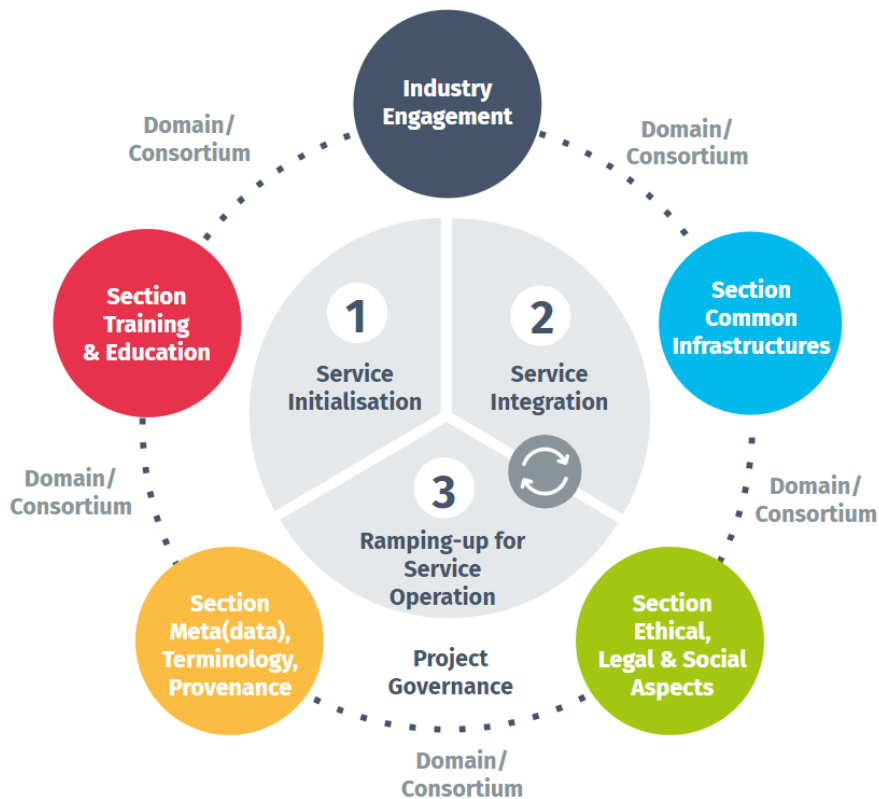 Industry
Engagement
Domain/
Consortium
Domain/
Consortium
Section
Training
& Education
Section
Common
Infrastructures
1
Service
Initialisation
2
Service
Integration
3
Ramping-up for
Service
Operation
Domain/
Consortium
Domain/
Consortium
Section
Meta(data),
Terminology,
Provenance
Section
Ethical,
Legal & Social
Aspects
Project
Governance
Domain/
Consortium